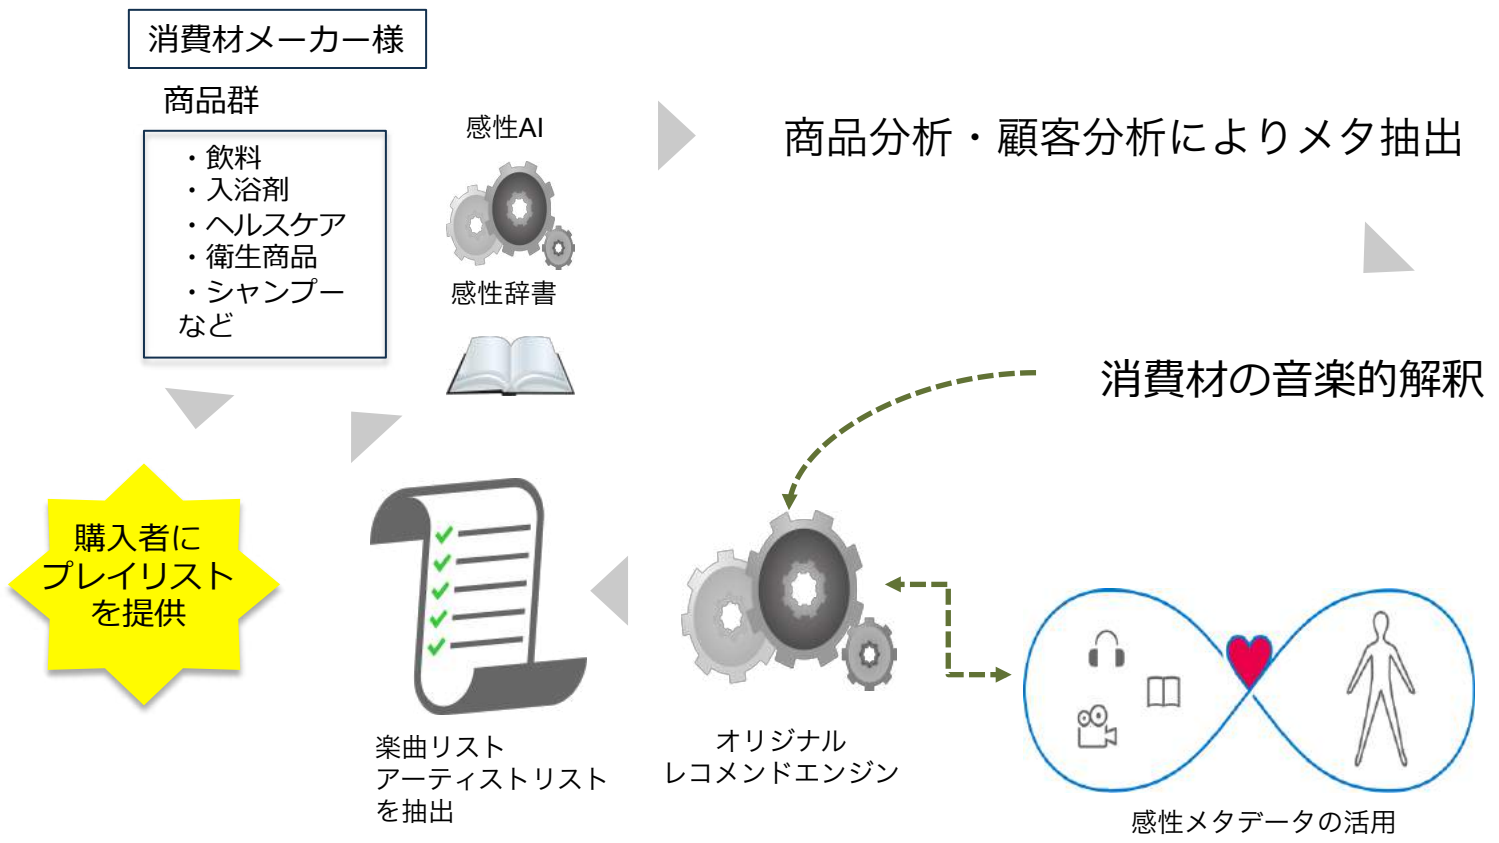 消費材メーカー様
商品群
・飲料
・入浴剤
・ヘルスケア
・衛生商品
・シャンプー
など
感性AI
感性辞書
商品分析・顧客分析によりメタ抽出
消費材の音楽的解釈
購入者に
プレイリスト
を提供
楽曲リスト
アーティストリスト
を抽出
オリジナル
レコメンドエンジン
感性メタデータの活用